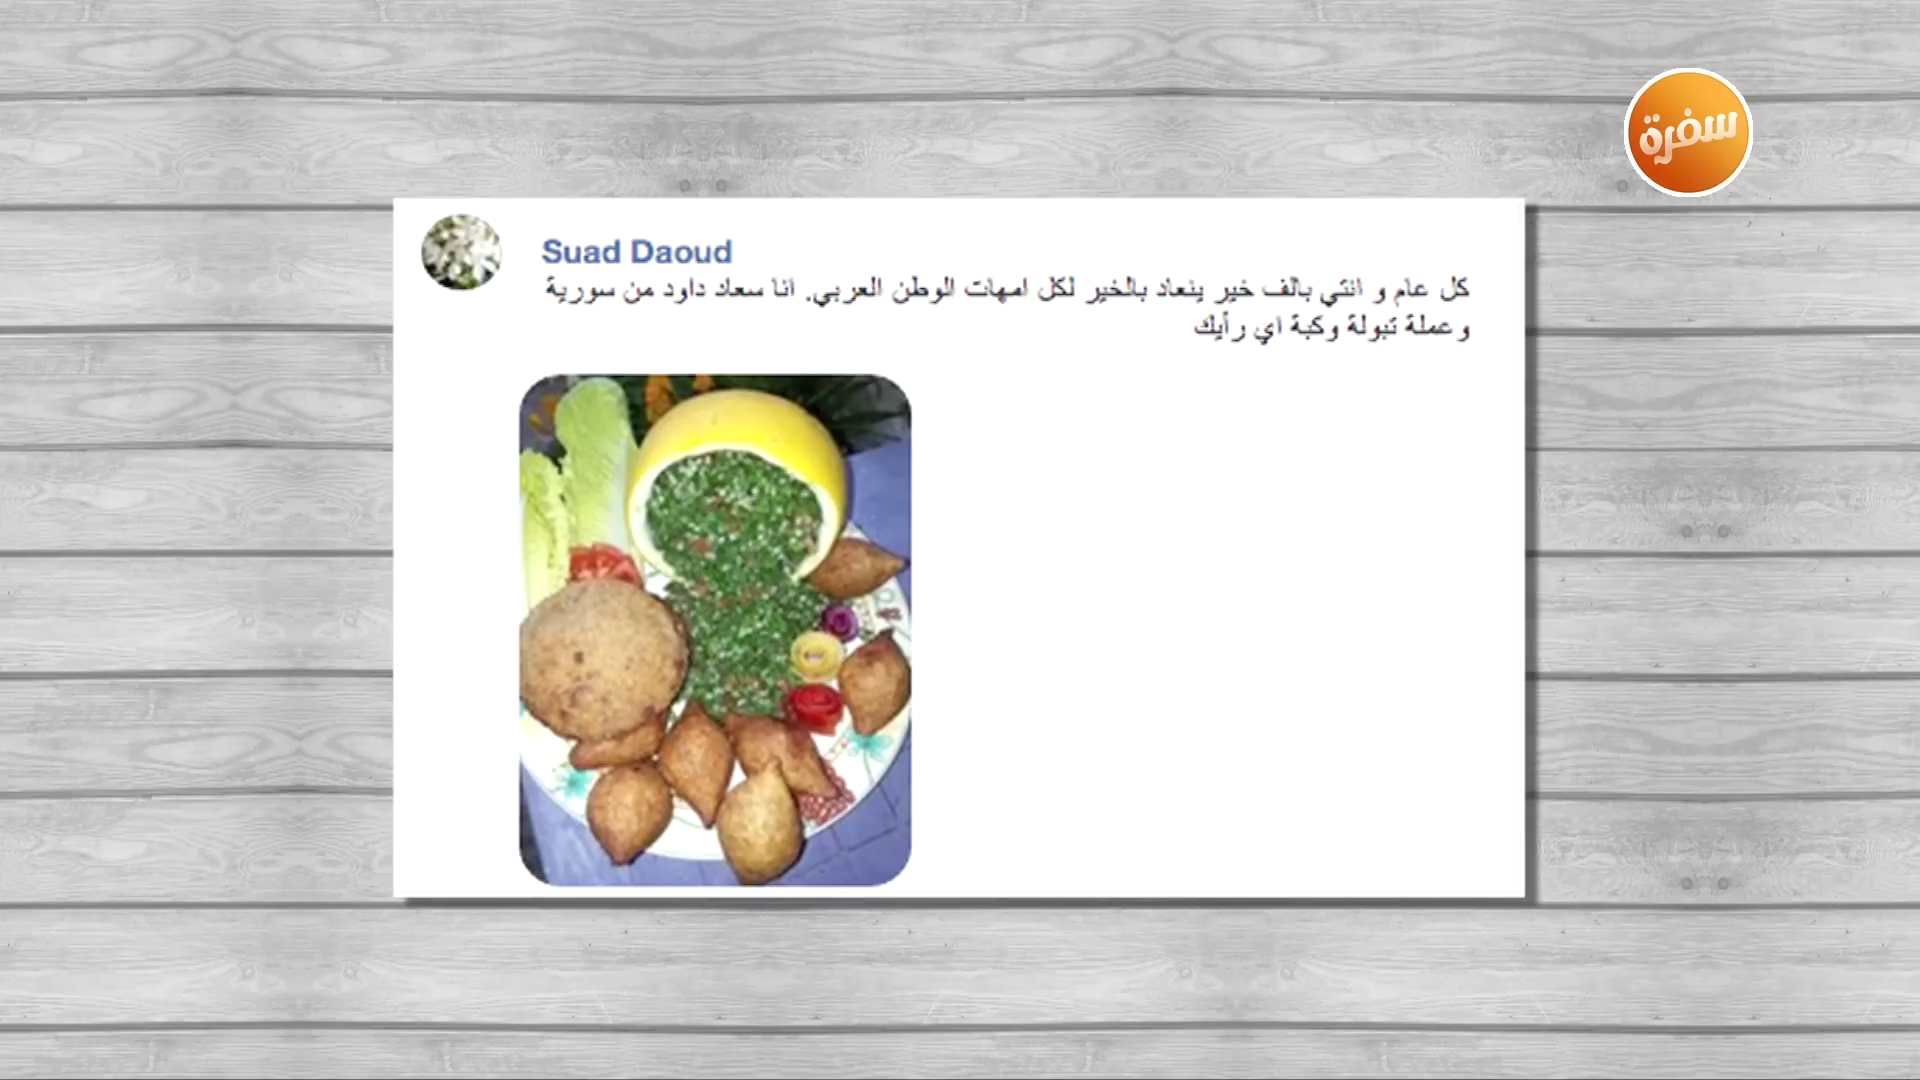 سفرة
Suad Daoud
كل عام و انتي بالف خير ينعاد بالخير لكل امهات الوطن العربي. انا سعاد داود من سورية
وعملة تبولة وكبة اي رأيك